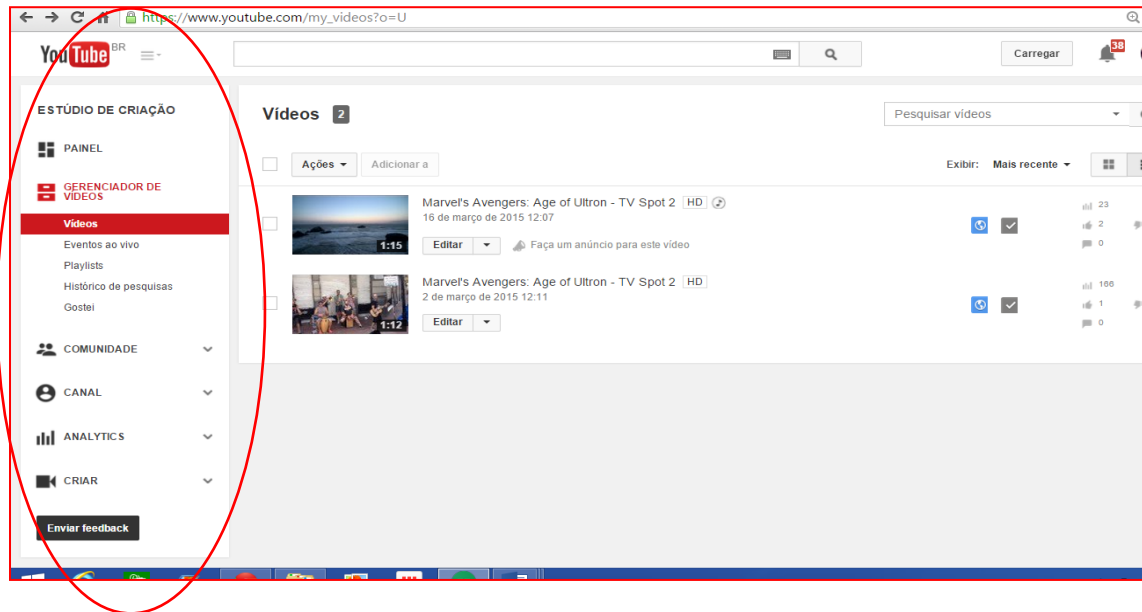 https://www.youtube.com/my_videos?o=U
YouTube BR
Carregar
38
ESTÚDIO DE CRIAÇÃO
PAINEL
GERENCIADOR DE
VÍDEOS
Vídeos
Eventos ao vivo
Playlists
Histórico de pesquisas
Gostei
COMUNIDADE
CANAL
ANALYTICS
CRIAR
Enviar feedback
Vídeos 2
Pesquisar vídeos
Ações
Adicionar a
Exibir: Mais recente
Marvel's Avengers: Age of Ultron - TV Spot 2 HD
16 de março de 2015 12:07
1:15
Editar
Faça um anúncio para este vídeo
23
2
0
Marvel's Avengers: Age of Ultron - TV Spot 2 HD
2 de março de 2015 12:11
1:12
Editar
166
1
0